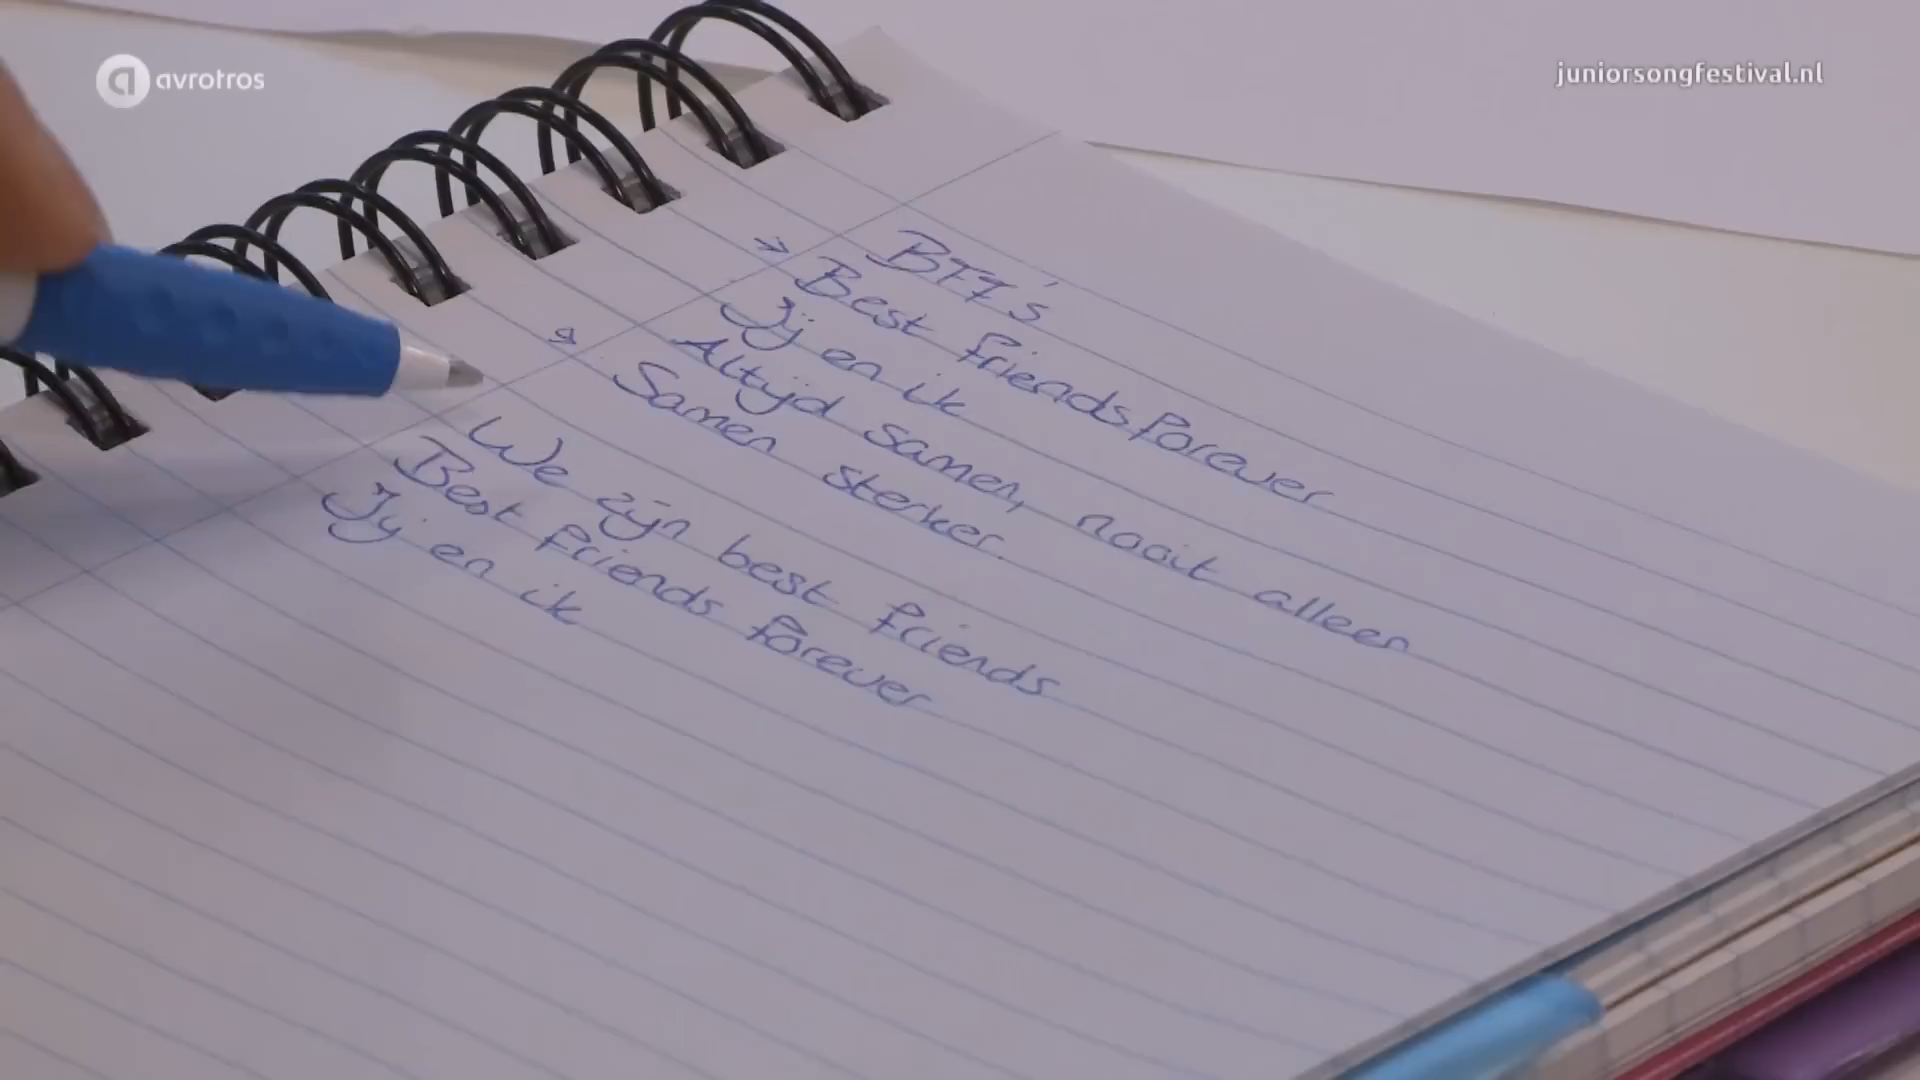 avrotros
juniorsongfestival.nl
BFF's
→ Best friends forever
Jij en ik
Altijd samen, nooit alleen
→ Samen sterker.
We zijn best friends
Best friends forever
Jij en ik